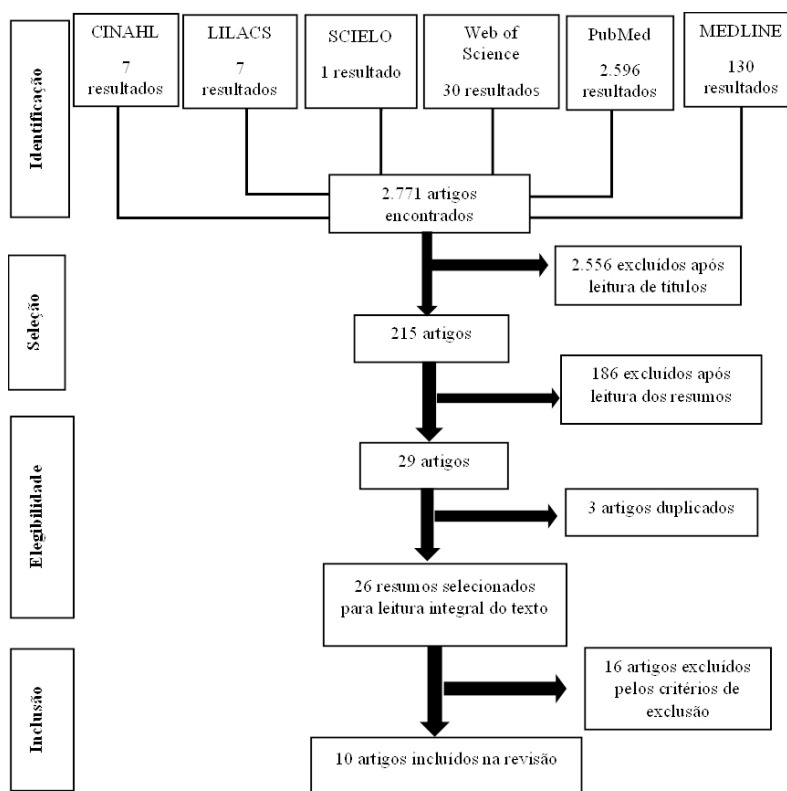 Identificação
CINAHL
7
resultados
LILACS
7
resultados
SCIELO
1 resultado
Web of
Science
30 resultados
PubMed
2.596
resultados
MEDLINE
130
resultados
2.771 artigos
encontrados
Seleção
2.556 excluídos após
leitura de títulos
215 artigos
186 excluídos após
leitura dos resumos
Elegibilidade
29 artigos
3 artigos duplicados
26 resumos selecionados
para leitura integral do texto
Inclusão
16 artigos excluídos
pelos critérios de
exclusão
10 artigos incluídos na revisão